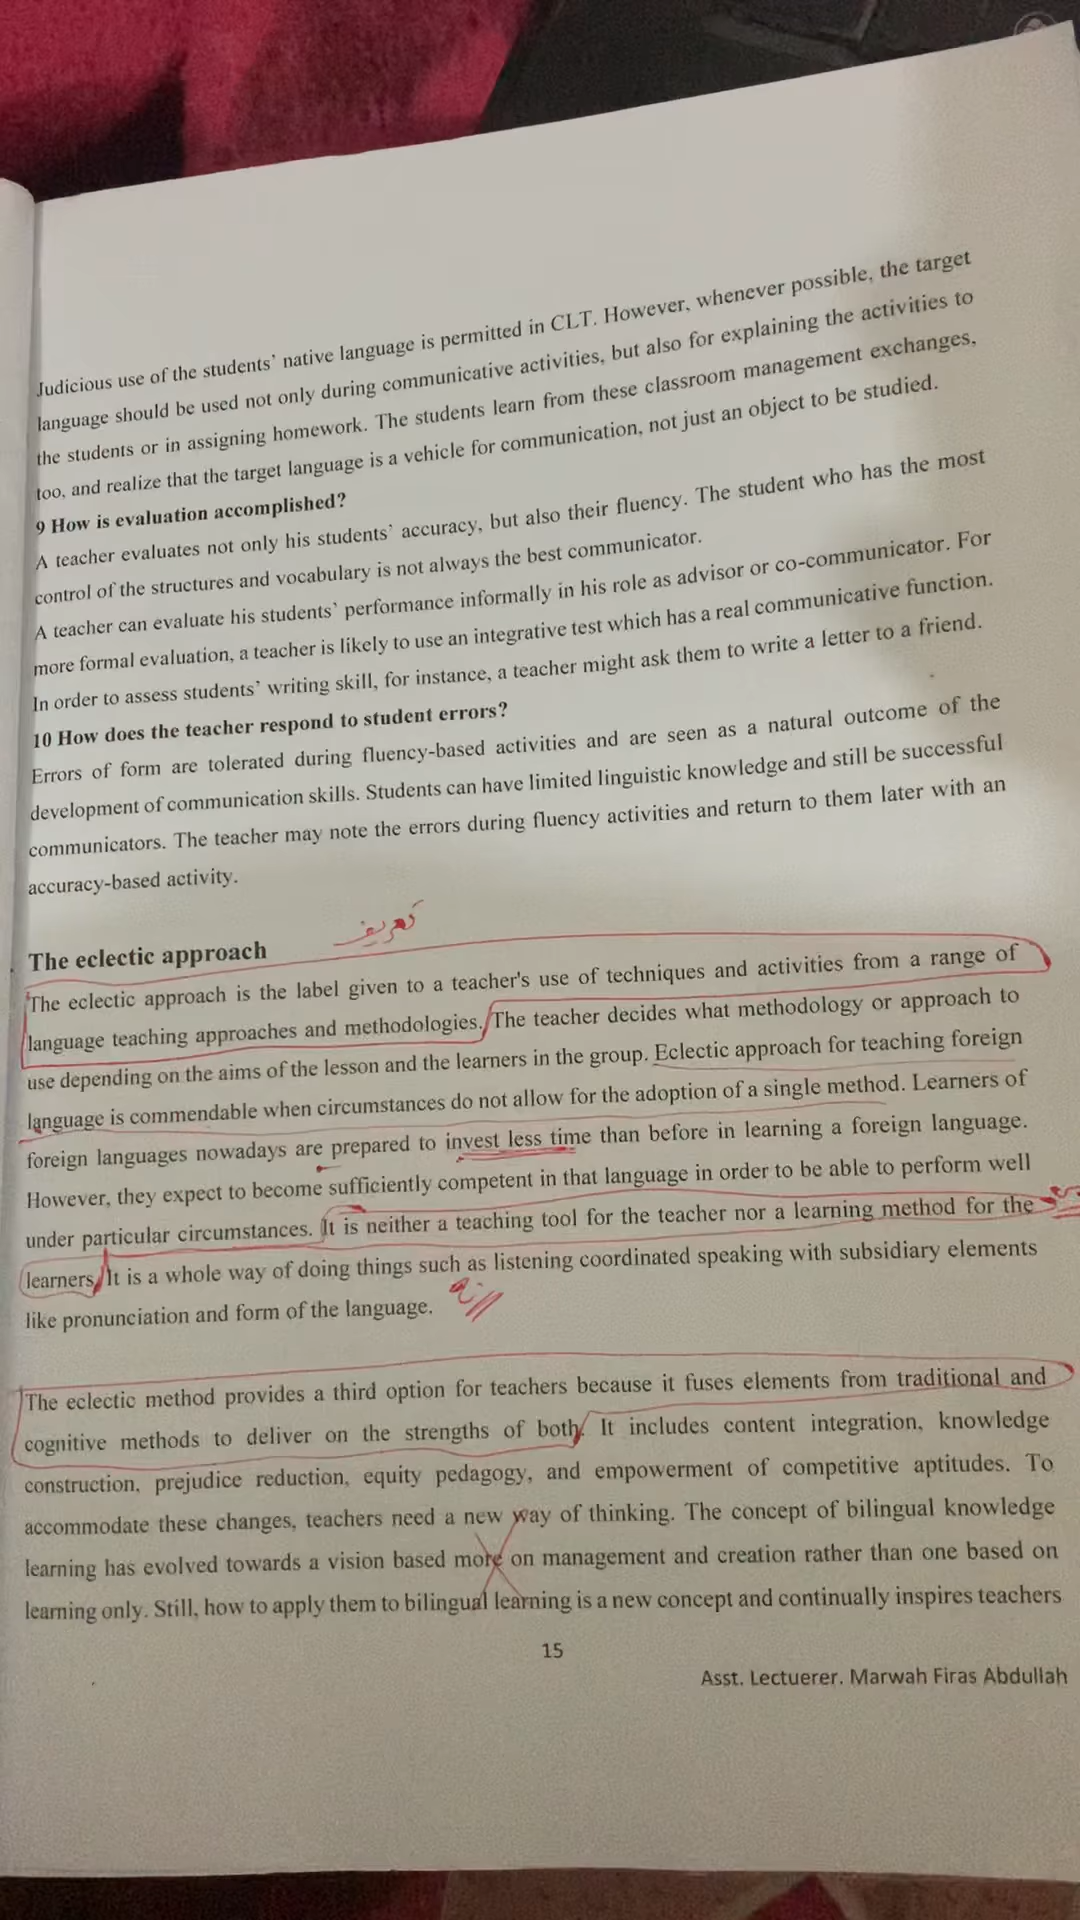 Judicious use of the students' native language is permitted in CLT. However, whenever possible, the target
language should be used not only during communicative activities, but also for explaining the activities to
the students or in assigning homework. The students learn from these classroom management exchanges,
too, and realize that the target language is a vehicle for communication, not just an object to be studied.
9 How is evaluation accomplished?
A teacher evaluates not only his students' accuracy, but also their fluency. The student who has the most
control of the structures and vocabulary is not always the best communicator.
A teacher can evaluate his students' performance informally in his role as advisor or co-communicator. For
more formal evaluation, a teacher is likely to use an integrative test which has a real communicative function.
In order to assess students' writing skill, for instance, a teacher might ask them to write a letter to a friend.
10 How does the teacher respond to student errors?
Errors of form are tolerated during fluency-based activities and are seen as a natural outcome of the
development of communication skills. Students can have limited linguistic knowledge and still be successful
communicators. The teacher may note the errors during fluency activities and return to them later with an
accuracy-based activity.
تعريف
The eclectic approach
The eclectic approach is the label given to a teacher's use of techniques and activities from a range of
language teaching approaches and methodologies. The teacher decides what methodology or approach to
use depending on the aims of the lesson and the learners in the group. Eclectic approach for teaching foreign
language is commendable when circumstances do not allow for the adoption of a single method. Learners of
foreign languages nowadays are prepared to invest less time than before in learning a foreign language.
However, they expect to become sufficiently competent in that language in order to be able to perform well
under particular circumstances. It is neither a teaching tool for the teacher nor a learning method for the
learners. It is a whole way of doing things such as listening coordinated speaking with subsidiary elements
like pronunciation and form of the language.
The eclectic method provides a third option for teachers because it fuses elements from traditional and
cognitive methods to deliver on the strengths of both. It includes content integration, knowledge
construction, prejudice reduction, equity pedagogy, and empowerment of competitive aptitudes. To
accommodate these changes, teachers need a new way of thinking. The concept of bilingual knowledge
learning has evolved towards a vision based more on management and creation rather than one based on
learning only. Still, how to apply them to bilingual learning is a new concept and continually inspires teachers
15
Asst. Lectuerer. Marwah Firas Abdullah